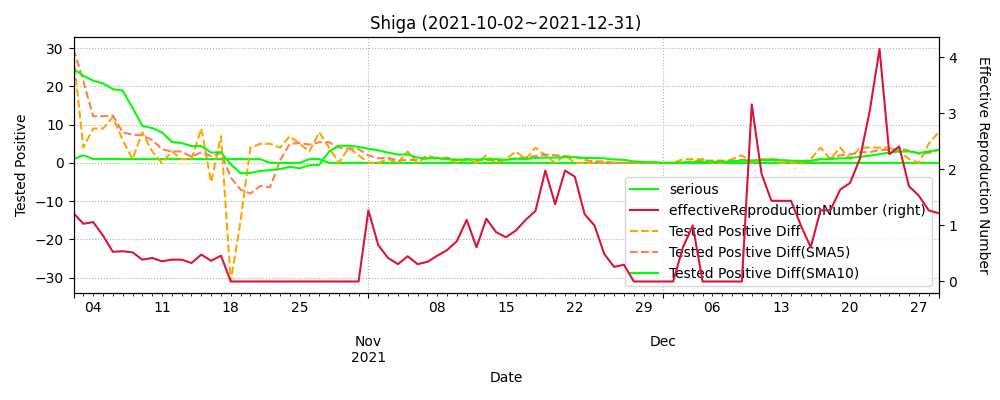 Shiga (2021-10-02~2021-12-31)
Tested Positive
30
20
10
0
−10
−20
−30
4
3
2
1
0
Effective Reproduction Number
serious
effectiveReproductionNumber (right)
Tested Positive Diff
Tested Positive Diff(SMA5)
Tested Positive Diff(SMA10)
04 11 18 25 08 15 22 29 06 13 20 27
Nov Dec
2021
Date